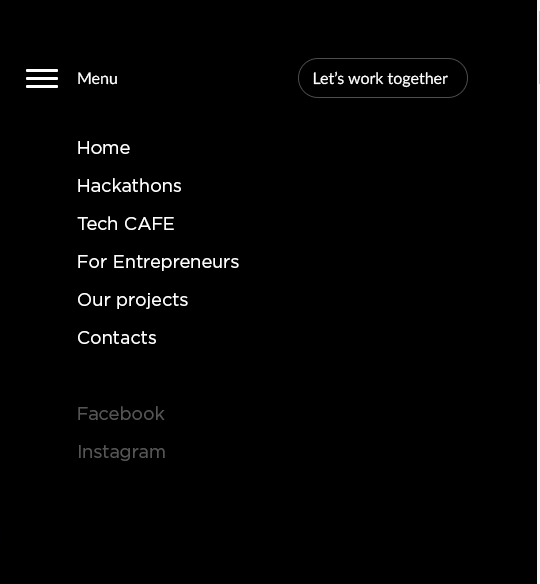 Menu
Let's work together
Home
Hackathons
Tech CAFE
For Entrepreneurs
Our projects
Contacts
Facebook
Instagram